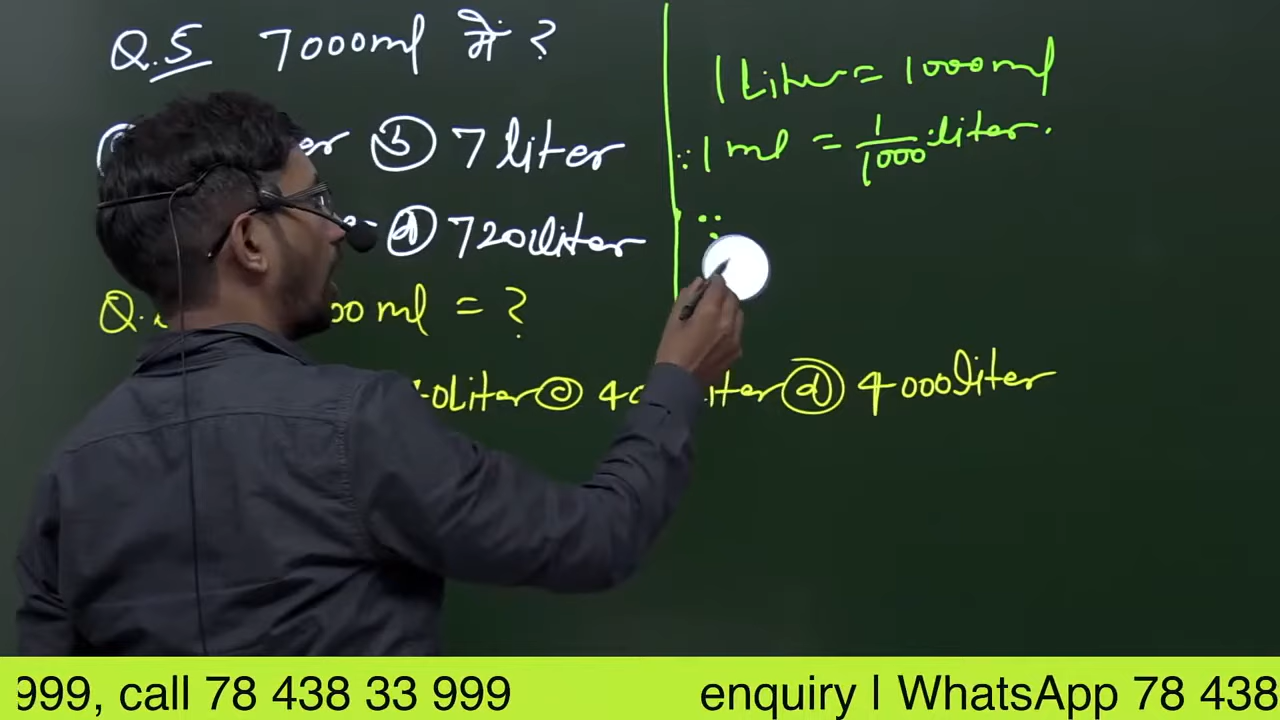 Q.5 7000ml में ?
b 7 liter
d 720liter
ml = ?
0Liter c d 4000liter
1 Liter = 1000ml
∵ 1 ml = 1/1000 liter.
∵
999, call 78 438 33 999 enquiry | WhatsApp 78 438